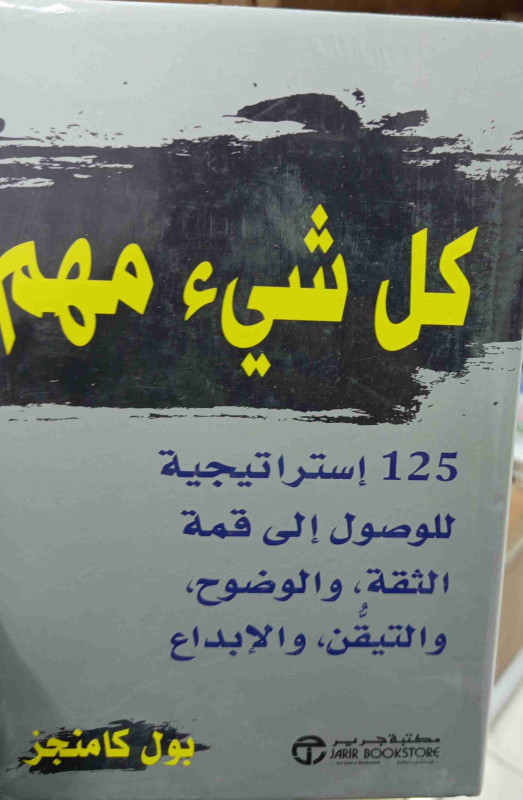 كل شيء مهم
125 إستراتيجية
للوصول إلى قمة
الثقة، والوضوح،
والتيقُّن، والإبداع
بول كامنجز
مكتبة جرير
JARIR BOOKSTORE